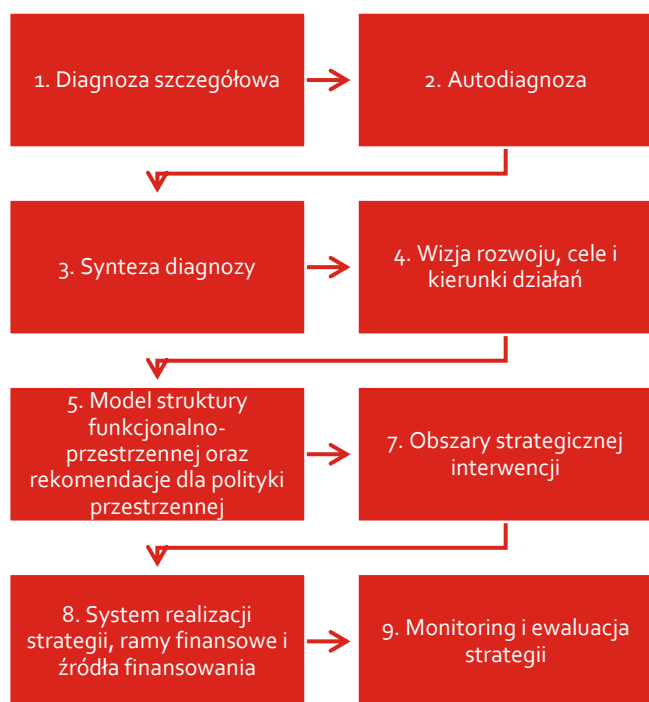 1. Diagnoza szczegółowa
2. Autodiagnoza
3. Synteza diagnozy
4. Wizja rozwoju, cele i
kierunki działań
5. Model struktury
funkcjonalno-
przestrzennej oraz
rekomendacje dla polityki
przestrzennej
7. Obszary strategicznej
interwencji
8. System realizacji
strategii, ramy finansowe i
źródła finansowania
9. Monitoring i ewaluacja
strategii